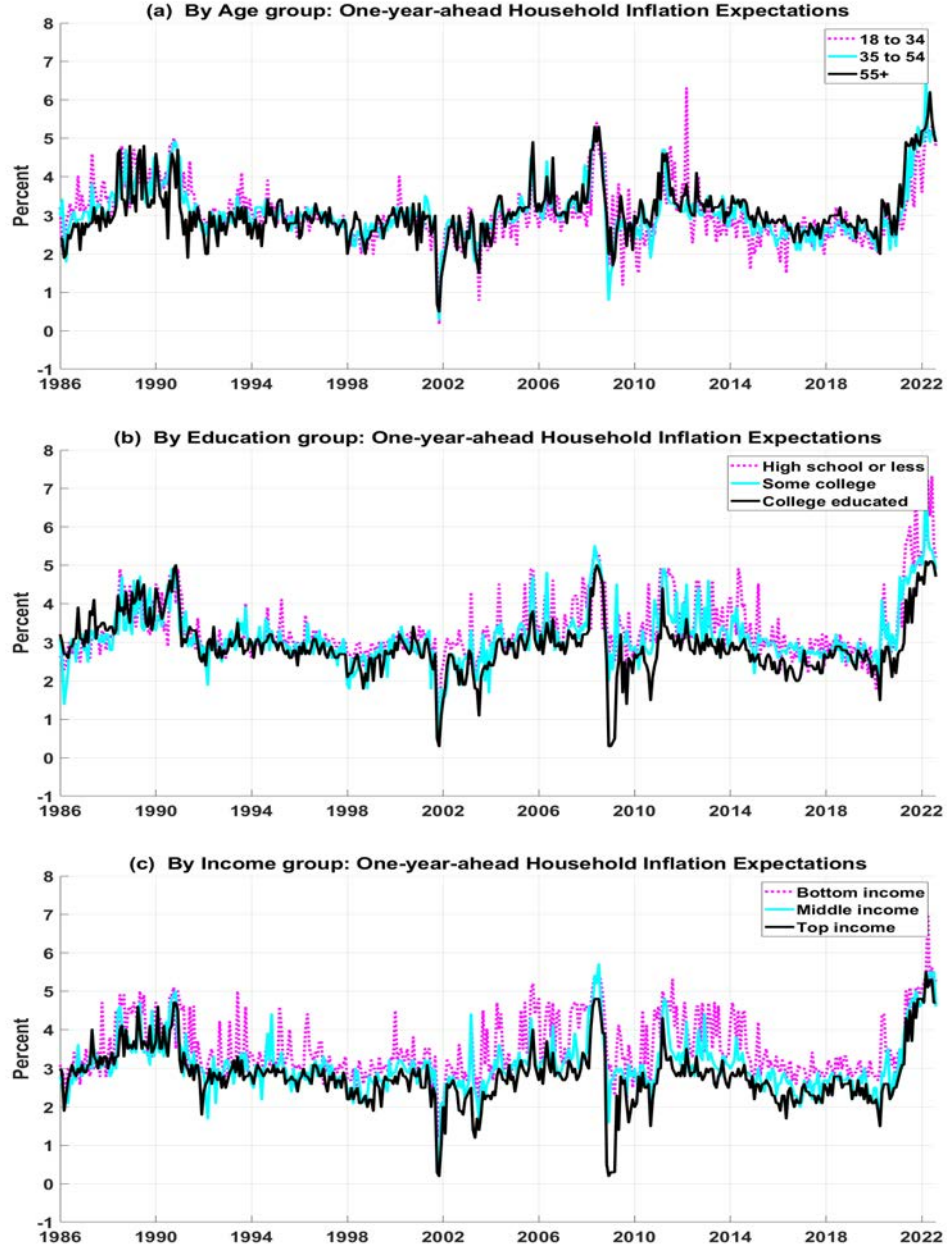 (a) By Age group: One-year-ahead Household Inflation Expectations
8
7
6
5
4
3
2
1
0
-1
Percent
18 to 34
35 to 54
55+
1986 1990 1994 1998 2002 2006 2010 2014 2018 2022
(b) By Education group: One-year-ahead Household Inflation Expectations
8
7
6
5
4
3
2
1
0
-1
Percent
High school or less
Some college
College educated
1986 1990 1994 1998 2002 2006 2010 2014 2018 2022
(c) By Income group: One-year-ahead Household Inflation Expectations
8
7
6
5
4
3
2
1
0
-1
Percent
Bottom income
Middle income
Top income
1986 1990 1994 1998 2002 2006 2010 2014 2018 2022